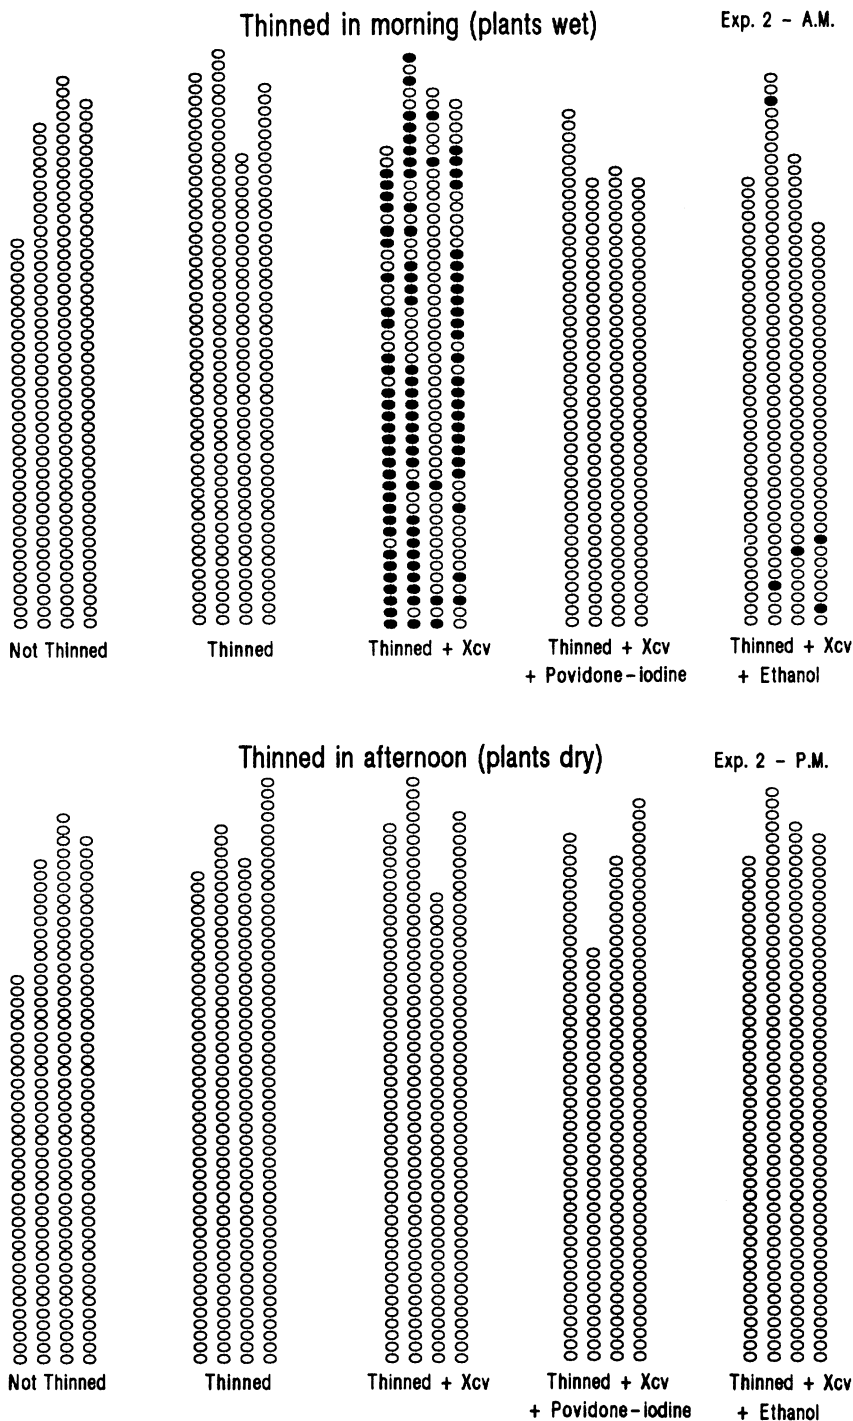 Thinned in morning (plants wet) Exp. 2 - A.M.
Not Thinned Thinned Thinned + Xcv Thinned + Xcv Thinned + Xcv
+ Povidone-iodine + Ethanol
Thinned in afternoon (plants dry) Exp. 2 - P.M.
Not Thinned Thinned Thinned + Xcv Thinned + Xcv Thinned + Xcv
+ Povidone-iodine + Ethanol